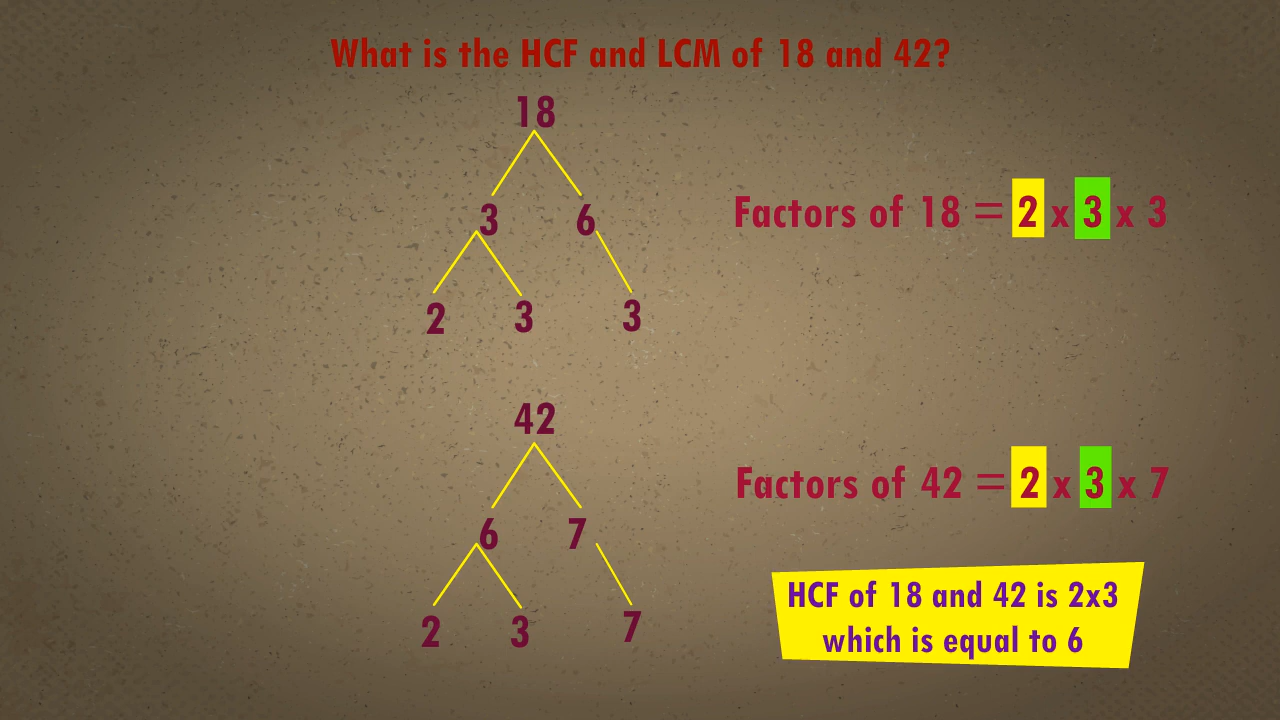 What is the HCF and LCM of 18 and 42?
18
3 6
2 3 3
Factors of 18 = 2 x 3 x 3
42
6 7
2 3 7
Factors of 42 = 2 x 3 x 7
HCF of 18 and 42 is 2x3
which is equal to 6